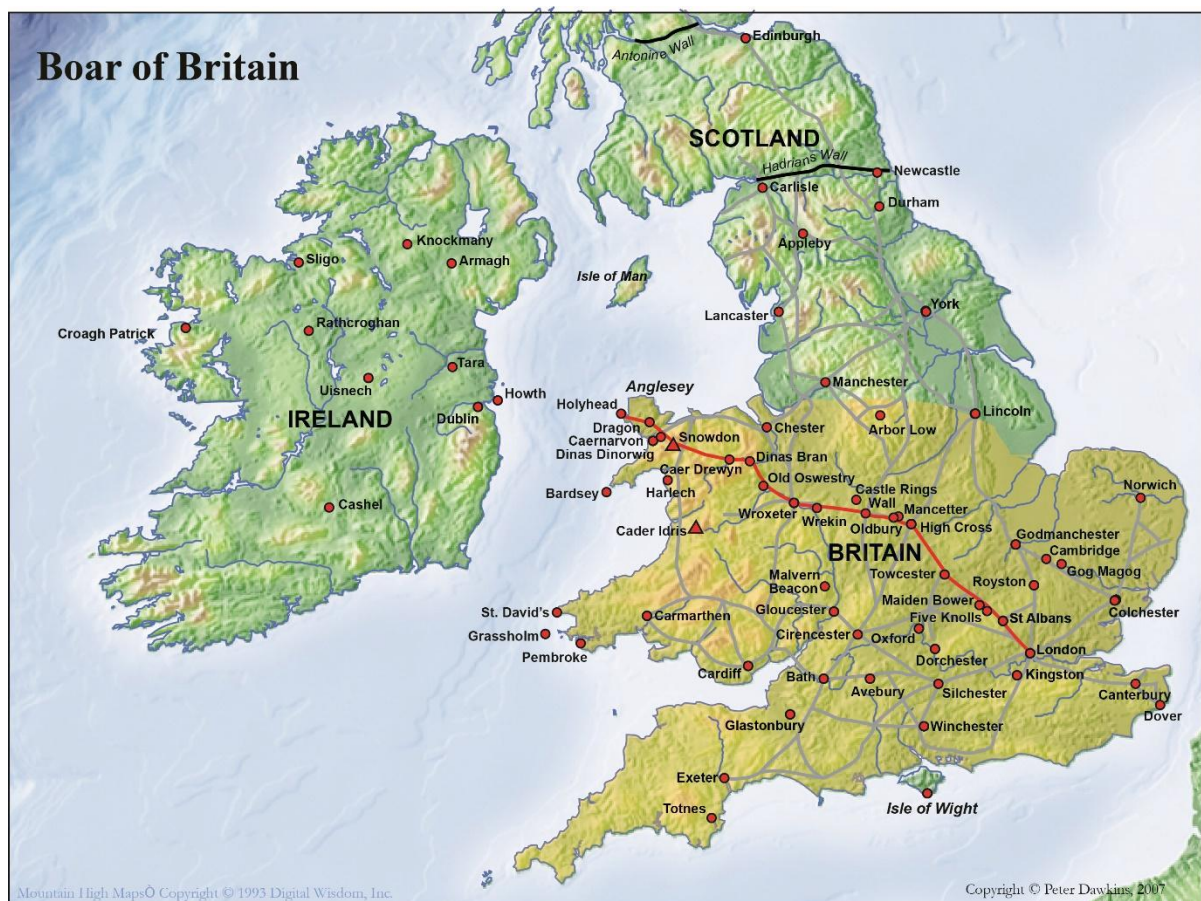 Boar of Britain
Edinburgh
Antonine Wall
SCOTLAND
Hadrians Wall
Newcastle
Carlisle
Durham
Appleby
Knockmany
Sligo
Armagh
Isle of Man
York
Lancaster
Croagh Patrick
Rathcroghan
Tara
Uisnech
Howth
Dublin
IRELAND
Cashel
Manchester
Anglesey
Holyhead
Lincoln
Arbor Low
Chester
Dragon
Caernarvon
Snowdon
Dinas Dinorwig
Caer Drewyn
Dinas Bran
Bardsey
Harlech
Old Oswestry
Castle Rings
Norwich
Wroxeter
Wrekin
Wall
Mancetter
Oldbury
High Cross
Cader Idris
BRITAIN
Godmanchester
Cambridge
Gog Magog
Towcester
Royston
Malvern
Beacon
Maiden Bower
Colchester
St. David's
Carmarthen
Gloucester
Five Knolls
St Albans
Grassholm
Cirencester
Oxford
Pembroke
Dorchester
London
Cardiff
Bath
Avebury
Silchester
Kingston
Canterbury
Dover
Glastonbury
Winchester
Exeter
Totnes
Isle of Wight
Mountain High MapsÒ Copyright © 1993 Digital Wisdom, Inc.
Copyright © Peter Dawkins, 2007